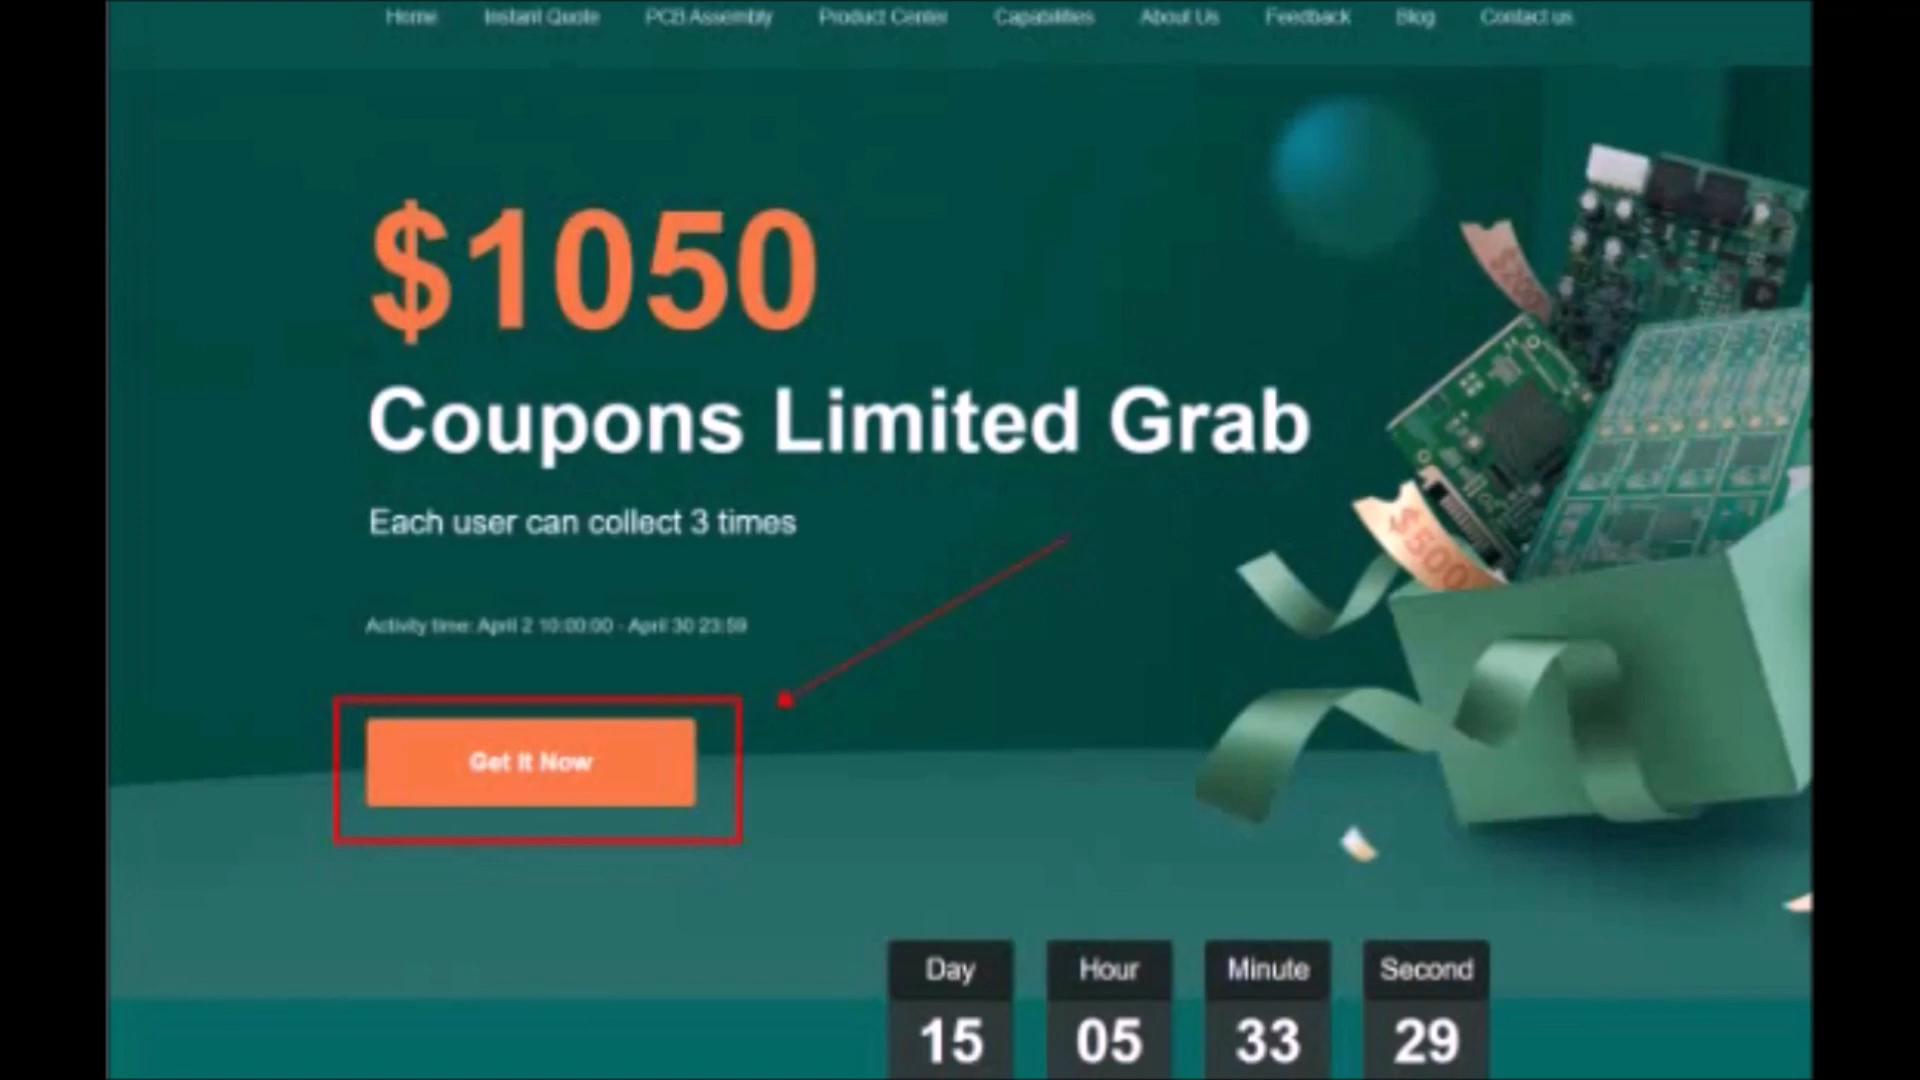 Home Instant Quote PCB Assembly Product Center Capabilities About Us Feedback Blog Contact us
$1050
Coupons Limited Grab
Each user can collect 3 times
Activity time: April 2 10:00:00 - April 30 23:59
Get It Now
$200
$500
Day Hour Minute Second
15 05 33 29